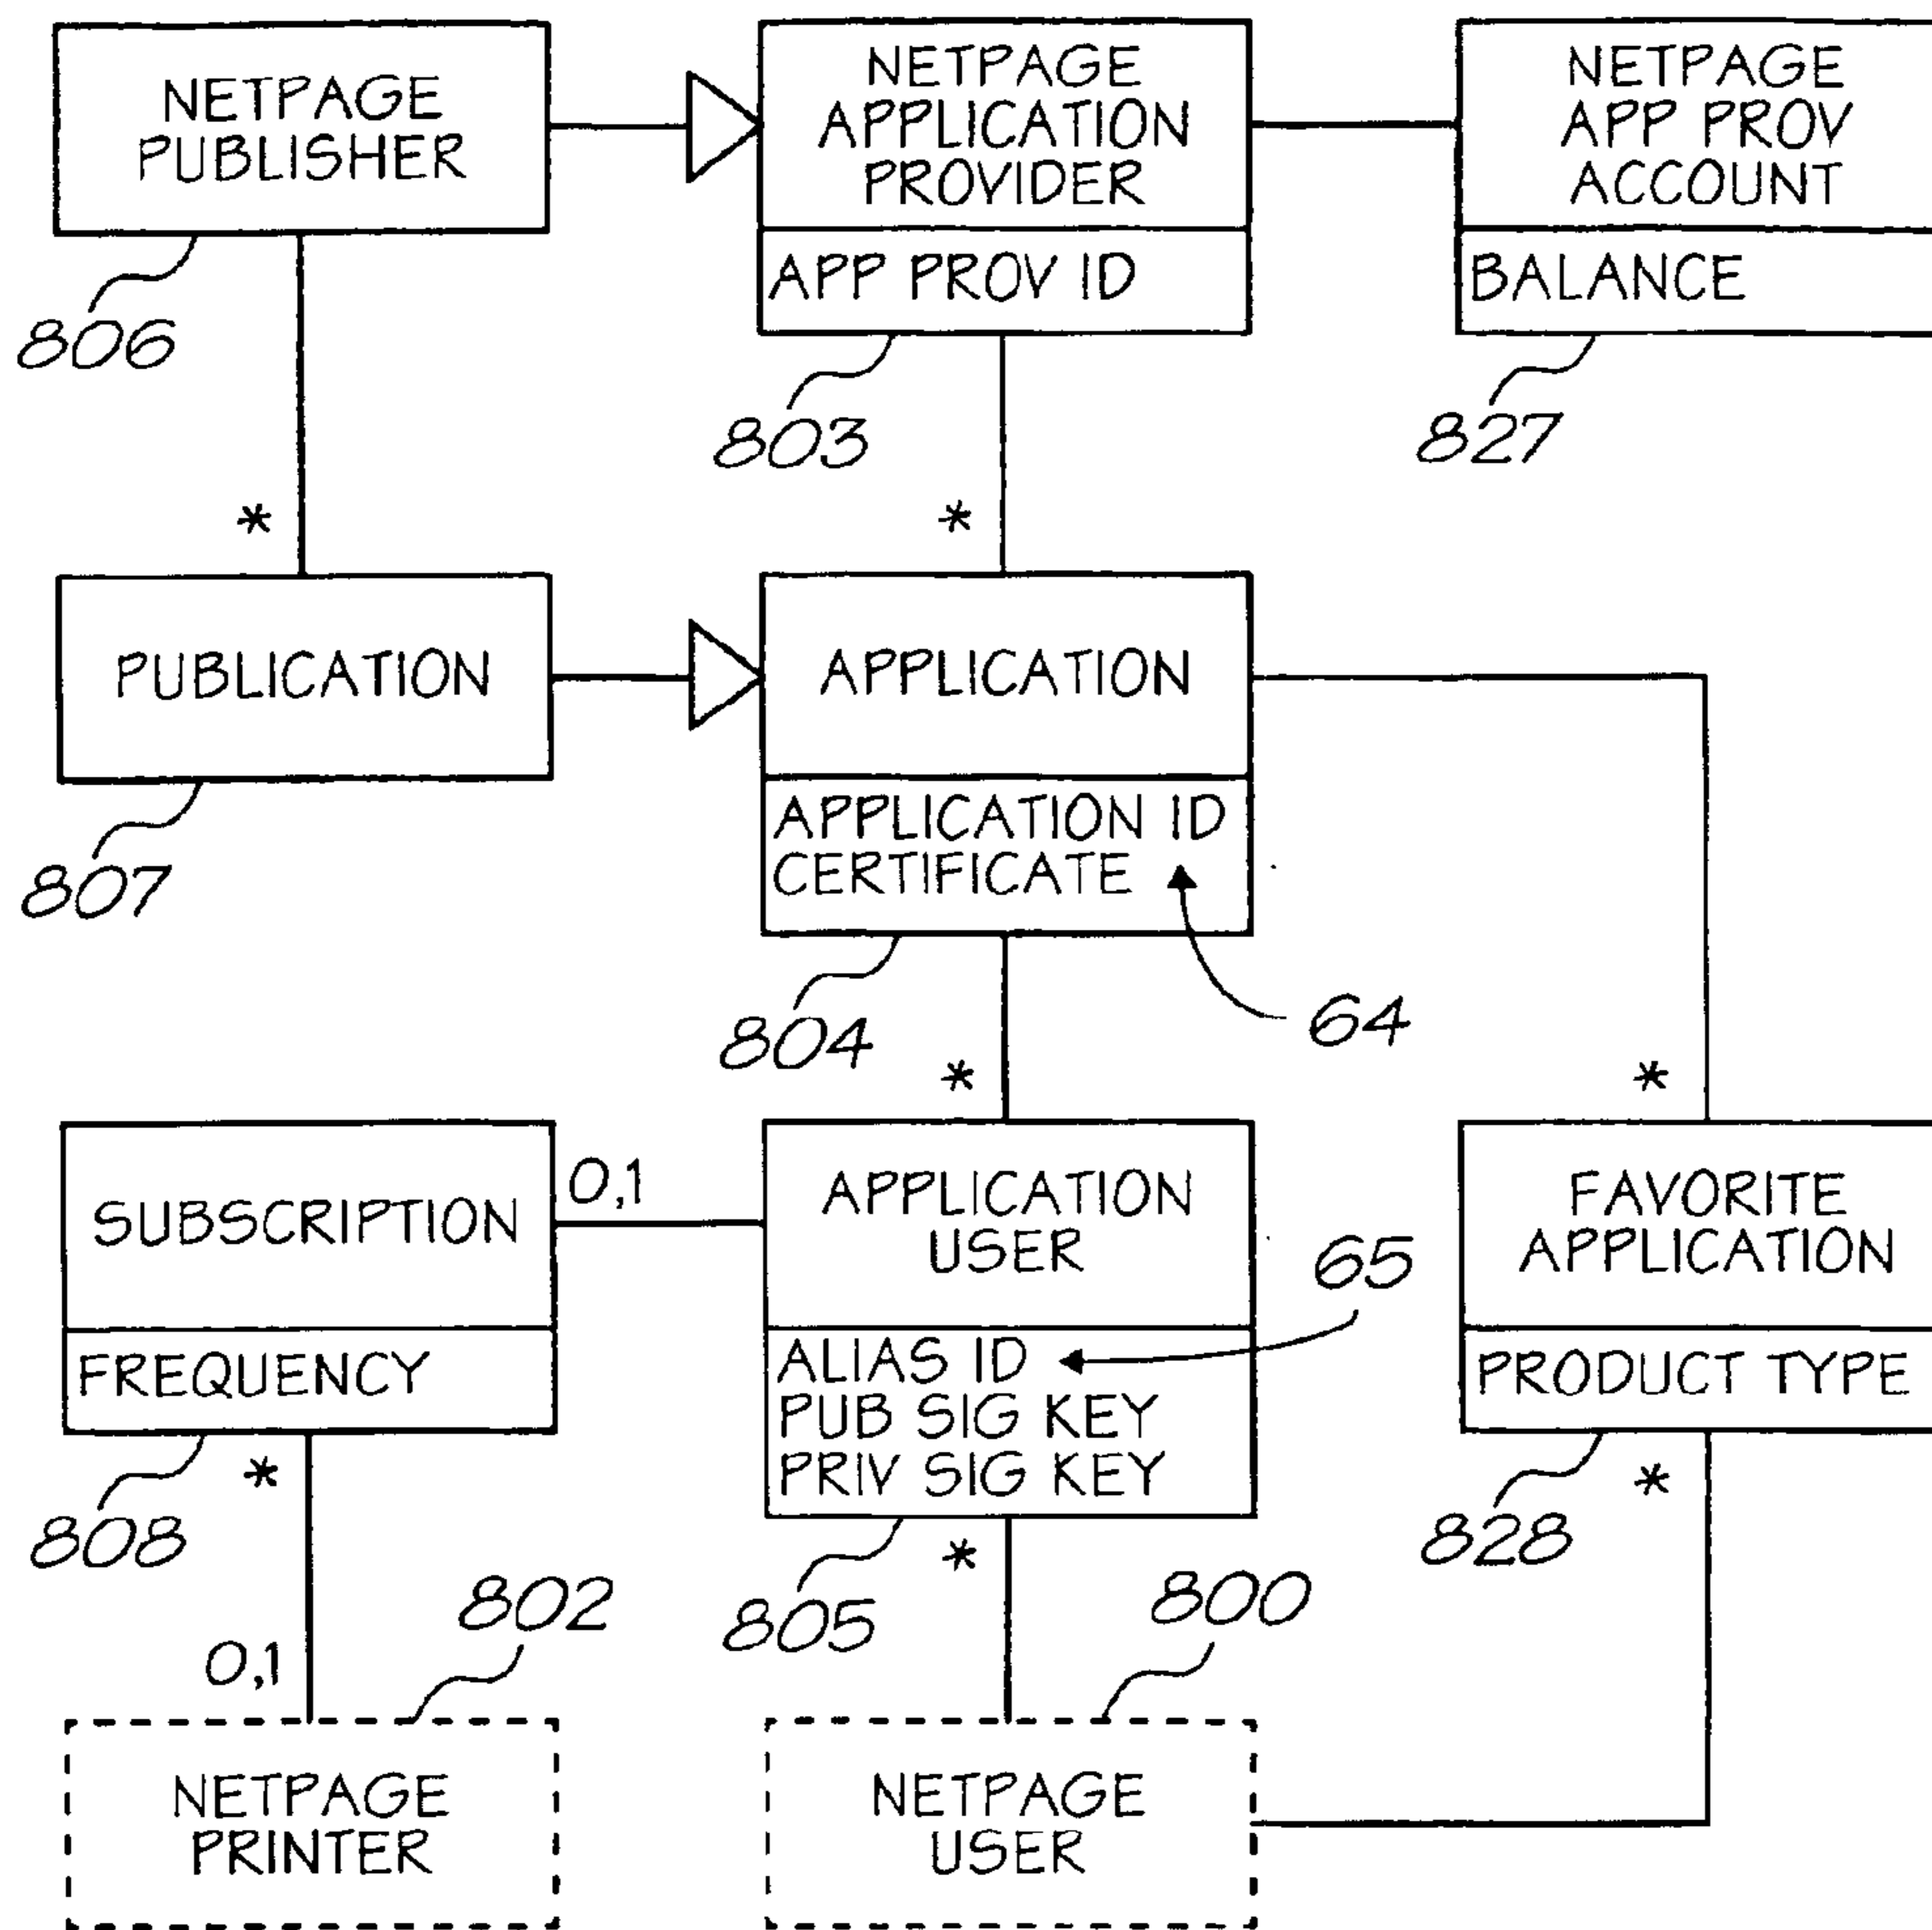 NETPAGE
PUBLISHER
806
NETPAGE
APPLICATION
PROVIDER
APP PROV ID
803
NETPAGE
APP PROV
ACCOUNT
BALANCE
827
*
*
PUBLICATION
807
APPLICATION
APPLICATION ID
CERTIFICATE
804
64
*
*
SUBSCRIPTION
FREQUENCY
808
0,1
APPLICATION
USER
ALIAS ID
PUB SIG KEY
PRIV SIG KEY
805
65
FAVORITE
APPLICATION
PRODUCT TYPE
828
*
*
*
802
800
0,1
NETPAGE
PRINTER
NETPAGE
USER